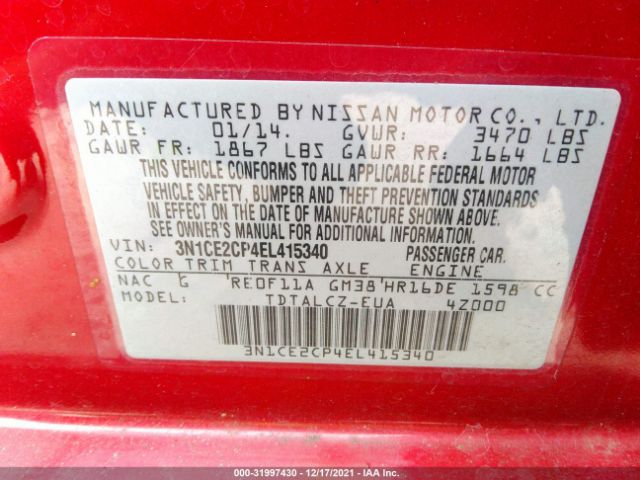 MANUFACTURED BY NISSAN MOTOR CO., LTD.
DATE: 01/14. GVWR: 3470 LBS
GAWR FR: 1867 LBS GAWR RR: 1664 LBS
THIS VEHICLE CONFORMS TO ALL APPLICABLE FEDERAL MOTOR
VEHICLE SAFETY, BUMPER AND THEFT PREVENTION STANDARDS
IN EFFECT ON THE DATE OF MANUFACTURE SHOWN ABOVE.
SEE OWNER'S MANUAL FOR ADDITIONAL INFORMATION.
VIN: 3N1CE2CP4EL415340 PASSENGER CAR.
COLOR TRIM TRANS AXLE ENGINE
NAC G RE0F11A GM38 HR16DE 1598 CC
TDTALCZ-EUA 4Z000
3N1CE2CP4EL415340
000-31997430 - 12/17/2021 - IAAI.com